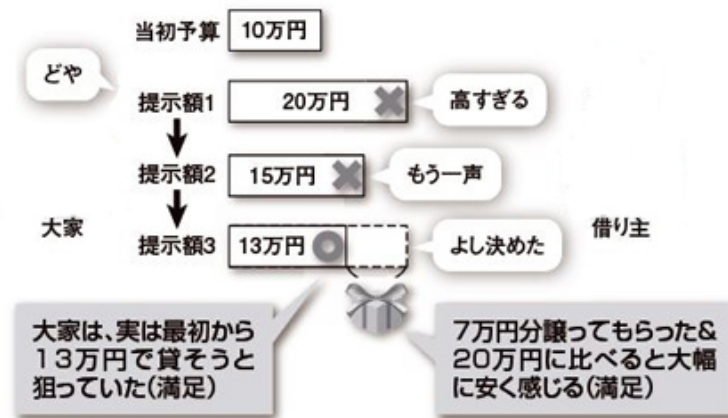 当初予算 10万円
どや
提示額1 20万円 高すぎる
提示額2 15万円 もう一声
大家 提示額3 13万円 よし決めた 借り主
大家は、実は最初から
13万円で貸そうと
狙っていた(満足)
7万円分譲ってもらった&
20万円に比べると大幅
に安く感じる(満足)